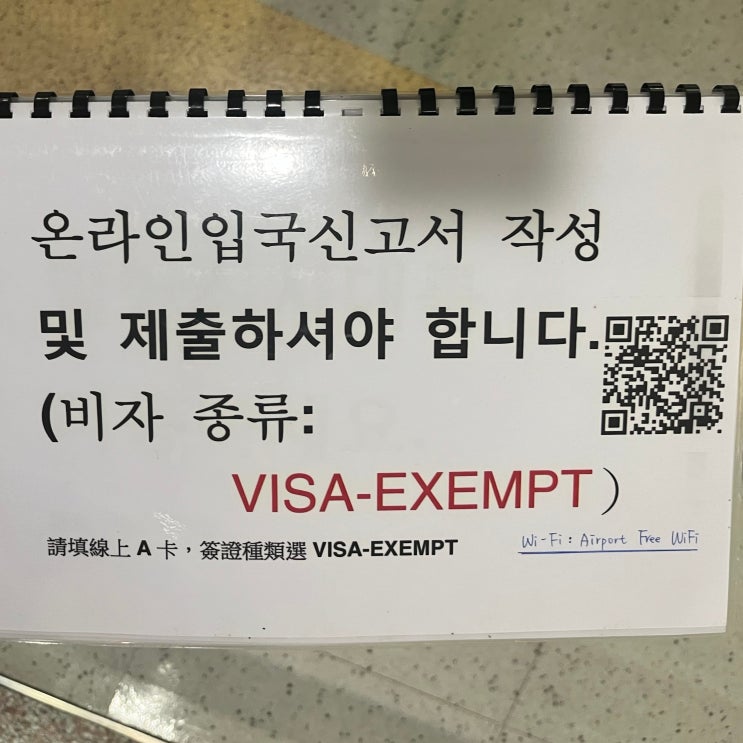 온라인입국신고서 작성
및 제출하셔야 합니다.
(비자 종류:
VISA-EXEMPT)
請填線上 A 卡，簽證種類選 VISA-EXEMPT
Wi-Fi: Airport Free WiFi